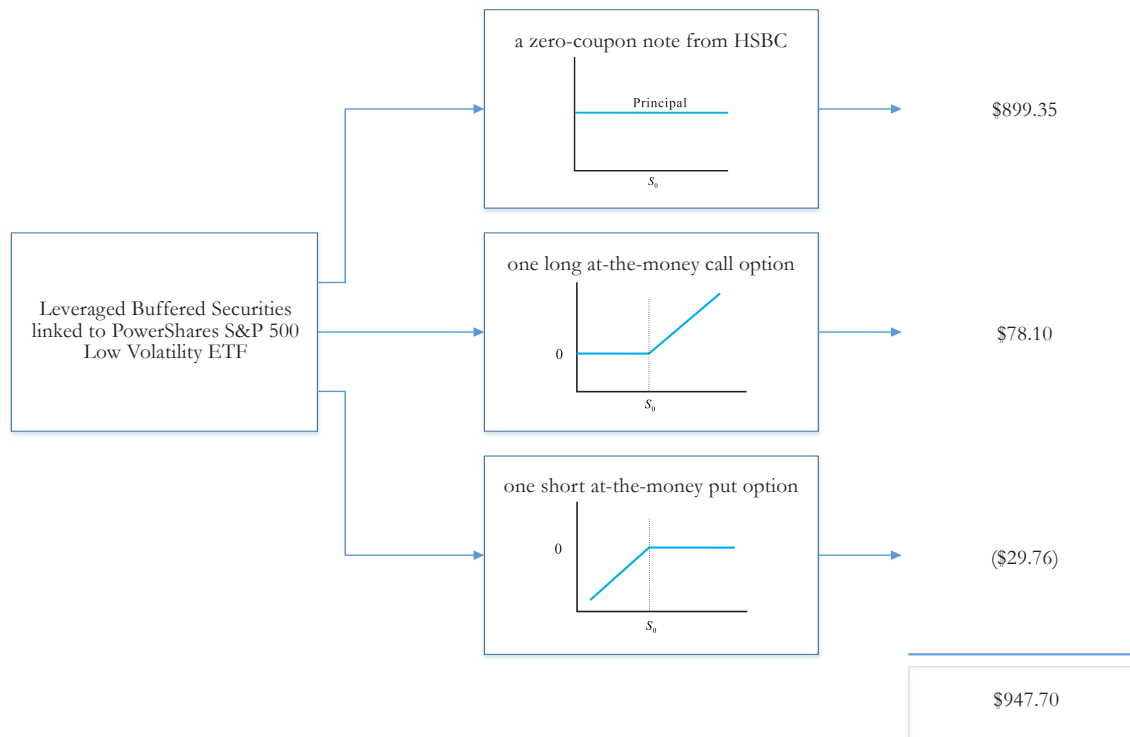 a zero-coupon note from HSBC
Principal
S₀
$899.35
Leveraged Buffered Securities
linked to PowerShares S&P 500
Low Volatility ETF
one long at-the-money call option
0
S₀
$78.10
one short at-the-money put option
0
S₀
($29.76)
$947.70